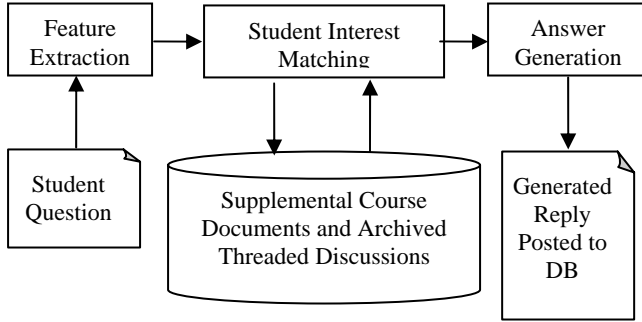 Feature
Extraction
Student Interest
Matching
Answer
Generation
Student
Question
Supplemental Course
Documents and Archived
Threaded Discussions
Generated
Reply
Posted to
DB